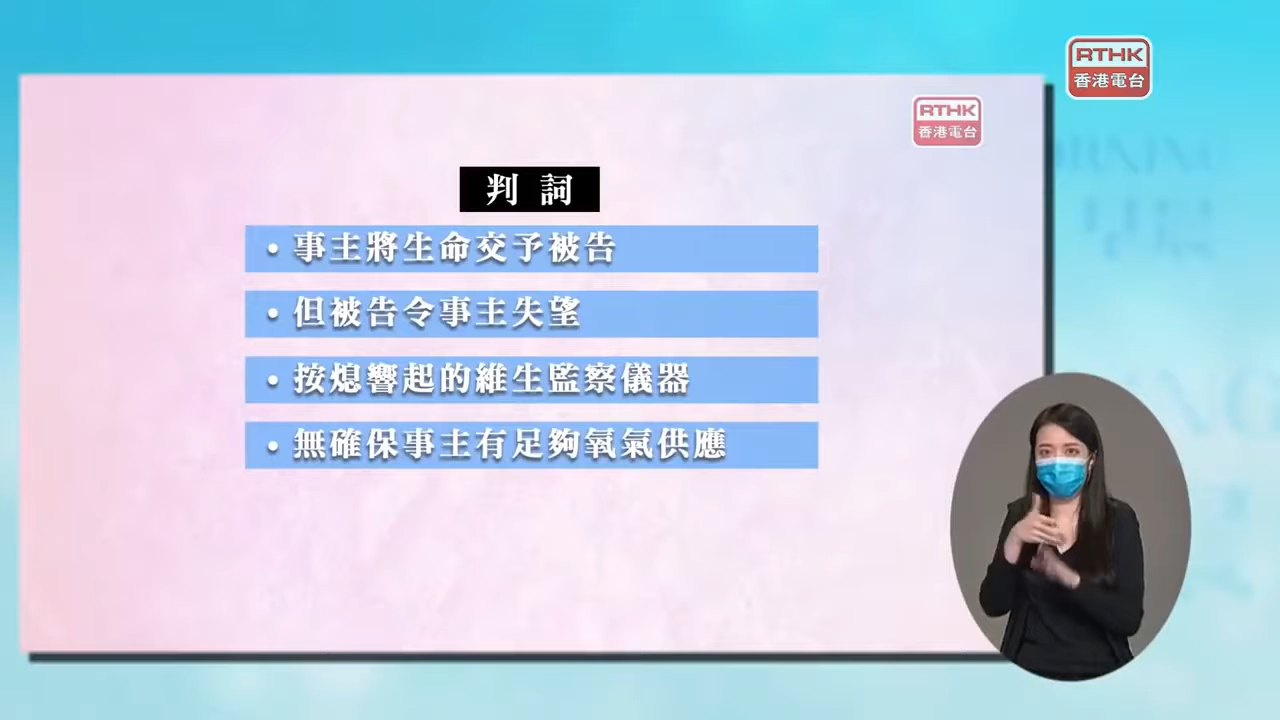 RTHK
香港電台
RTHK
香港電台
判詞
• 事主將生命交予被告
• 但被告令事主失望
• 按熄響起的維生監察儀器
• 無確保事主有足夠氧氣供應